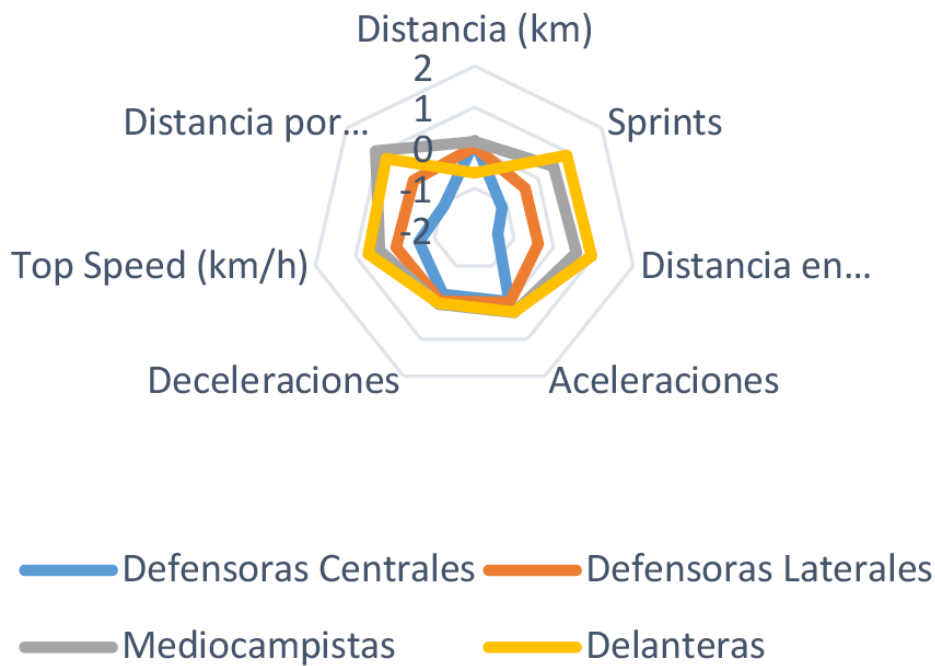 Distancia (km)
2
1
0
-1
-2
Sprints
Distancia en...
Aceleraciones
Deceleraciones
Top Speed (km/h)
Distancia por...
Defensoras Centrales
Defensoras Laterales
Mediocampistas
Delanteras